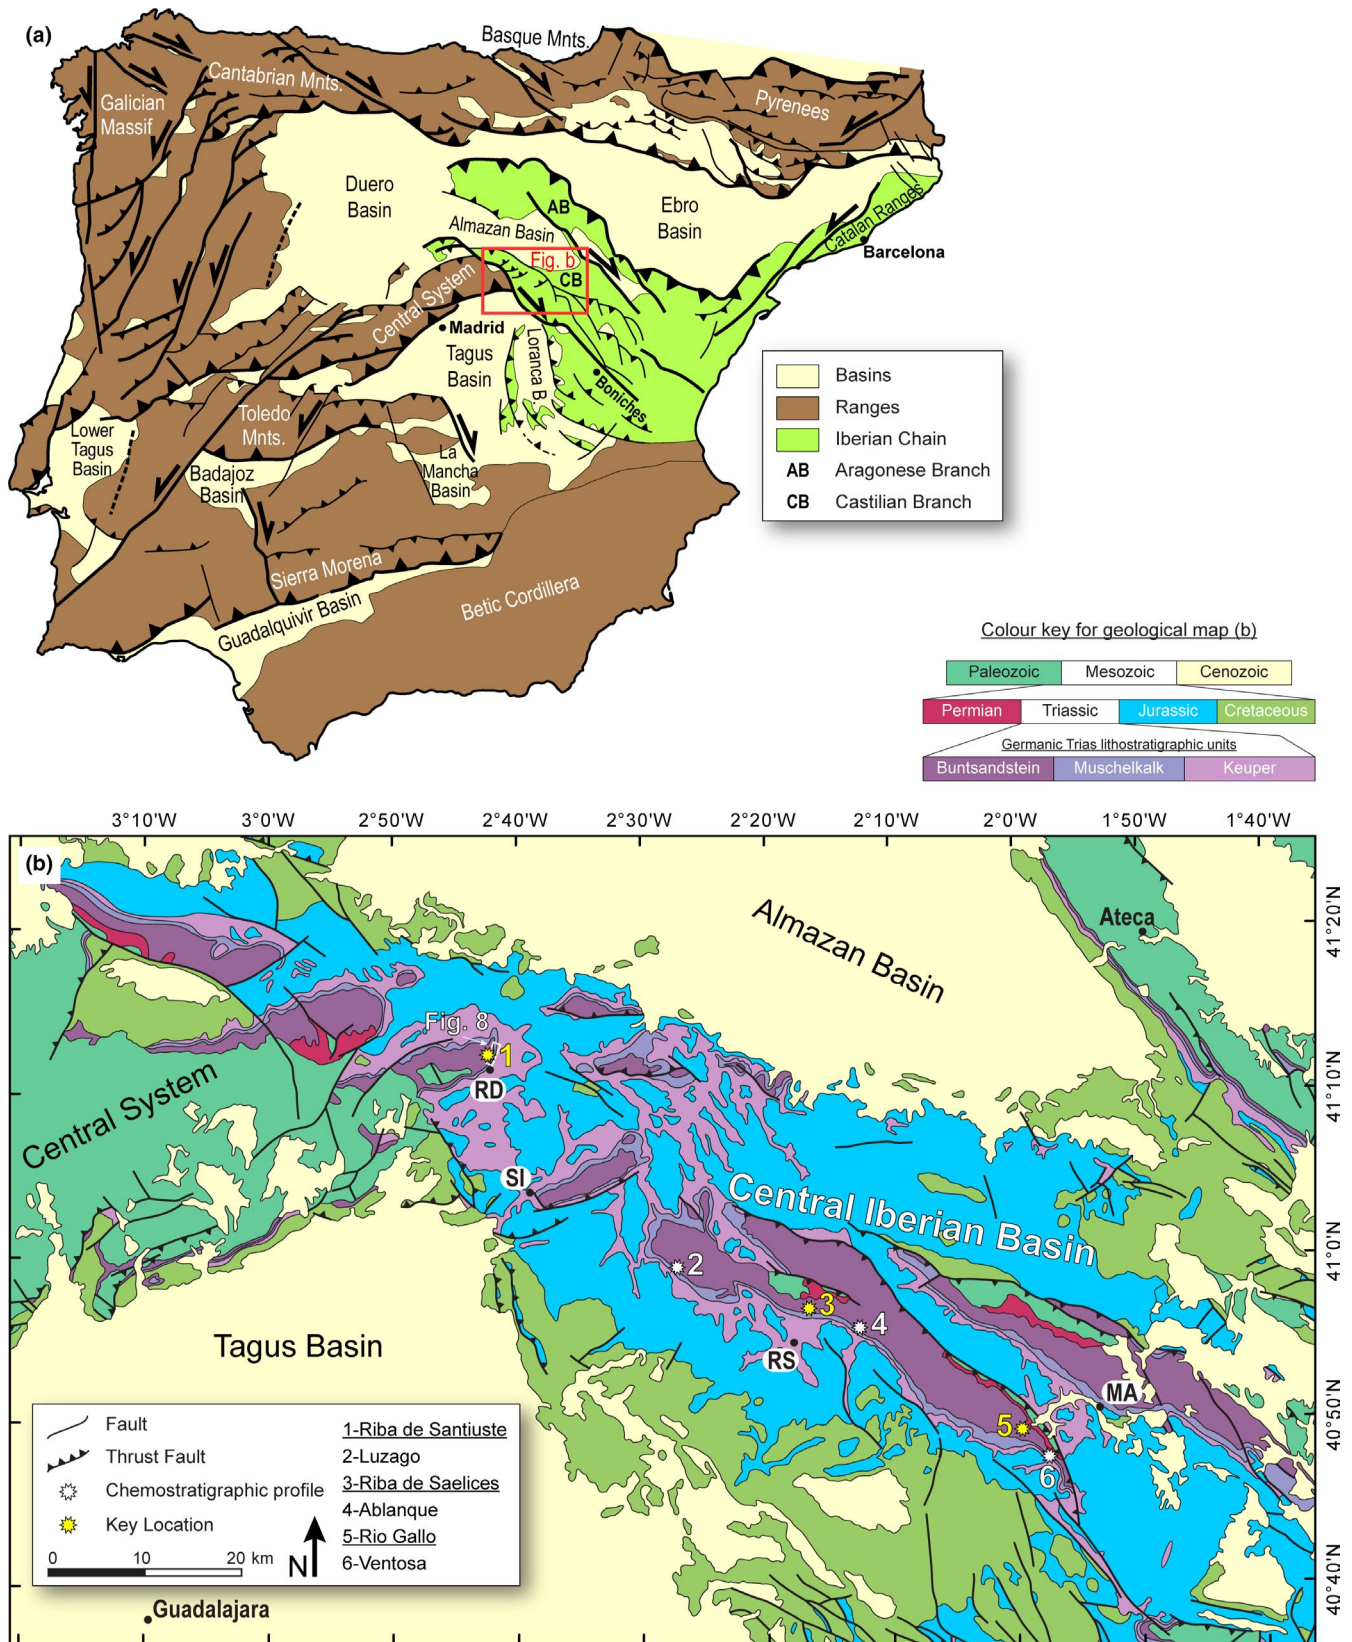 (a)
Basque Mnts.
Cantabrian Mnts.
Galician
Massif
Pyrenees
Duero
Basin
AB
Ebro
Basin
Almazan Basin
Catalan Ranges
Barcelona
Fig. b
CB
Central System
Madrid
Tagus
Basin
Loranca B.
Boniches
Toledo
Mnts.
Lower
Tagus
Basin
La
Mancha
Basin
Badajoz
Basin
Sierra Morena
Betic Cordillera
Guadalquivir Basin
Basins
Ranges
Iberian Chain
AB Aragonese Branch
CB Castilian Branch
Colour key for geological map (b)
Paleozoic Mesozoic Cenozoic
Permian Triassic Jurassic Cretaceous
Germanic Trias lithostratigraphic units
Buntsandstein Muschelkalk Keuper
3°10'W 3°0'W 2°50'W 2°40'W 2°30'W 2°20'W 2°10'W 2°0'W 1°50'W 1°40'W
(b)
Almazan Basin
Ateca
41°20'N
Fig. 8
1
RD
41°10'N
Central System
SI
Central Iberian Basin
41°0'N
2
3
4
RS
Tagus Basin
MA
5
6
40°50'N
40°40'N
Fault
Thrust Fault
Chemostratigraphic profile
Key Location
0 10 20 km
N
1-Riba de Santiuste
2-Luzago
3-Riba de Saelices
4-Ablanque
5-Rio Gallo
6-Ventosa
Guadalajara